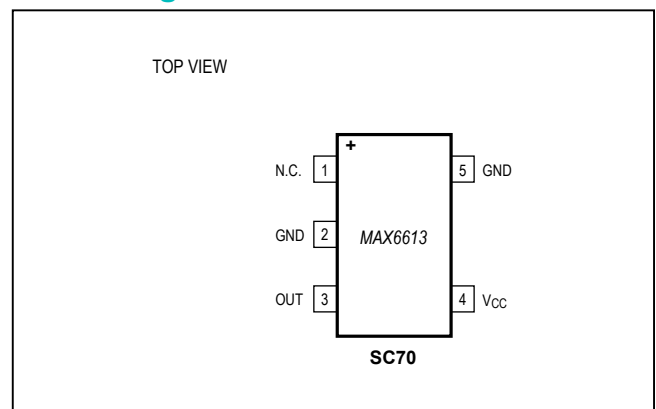 TOP VIEW
+
N.C. 1
5 GND
GND 2
MAX6613
OUT 3
4 VCC
SC70